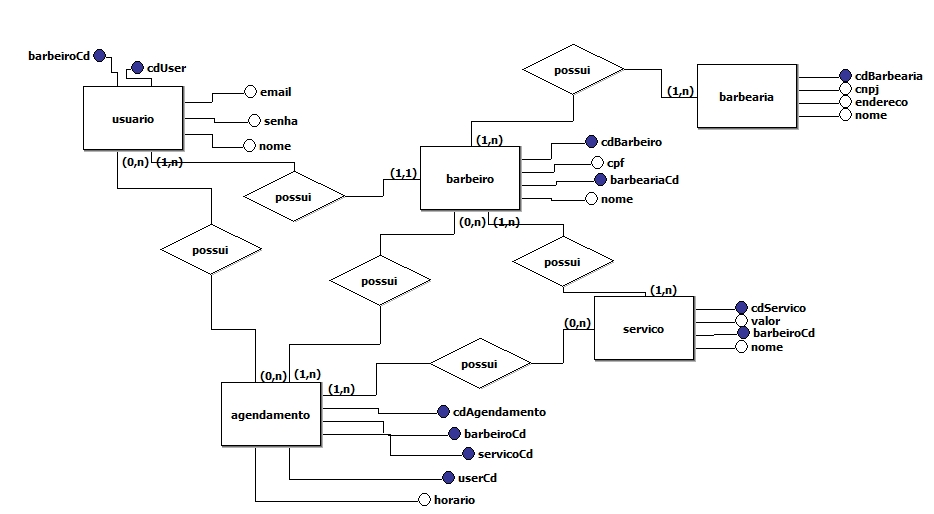 barbeiroCd
cdUser
usuario
email
senha
nome
(0,n)
(1,n)
possui
(1,1)
possui
possui
(1,n)
barbearia
cdBarbearia
cnpj
endereco
nome
(1,n)
barbeiro
cdBarbeiro
cpf
barbeariaCd
nome
(0,n)
(1,n)
possui
possui
(1,n)
servico
cdServico
valor
barbeiroCd
nome
(0,n)
possui
(0,n)
(1,n)
(1,n)
agendamento
cdAgendamento
barbeiroCd
servicoCd
userCd
horario